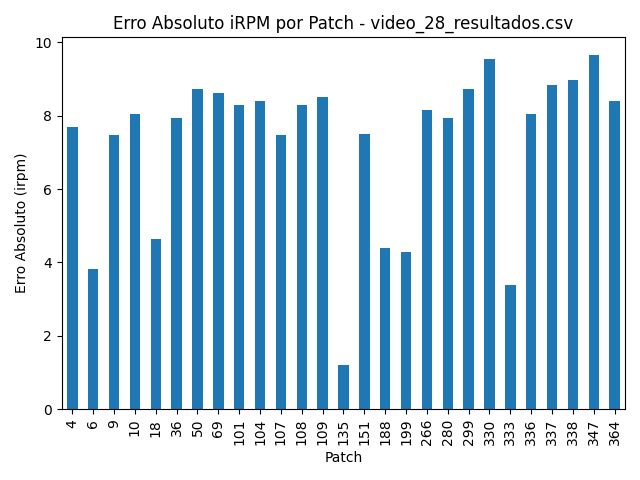 Erro Absoluto iRPM por Patch - video_28_resultados.csv
Erro Absoluto (irpm)
10
8
6
4
2
0
4 6 9 10 18 36 50 69 101 104 107 108 109 135 151 188 199 266 280 299 330 333 336 337 338 347 364
Patch